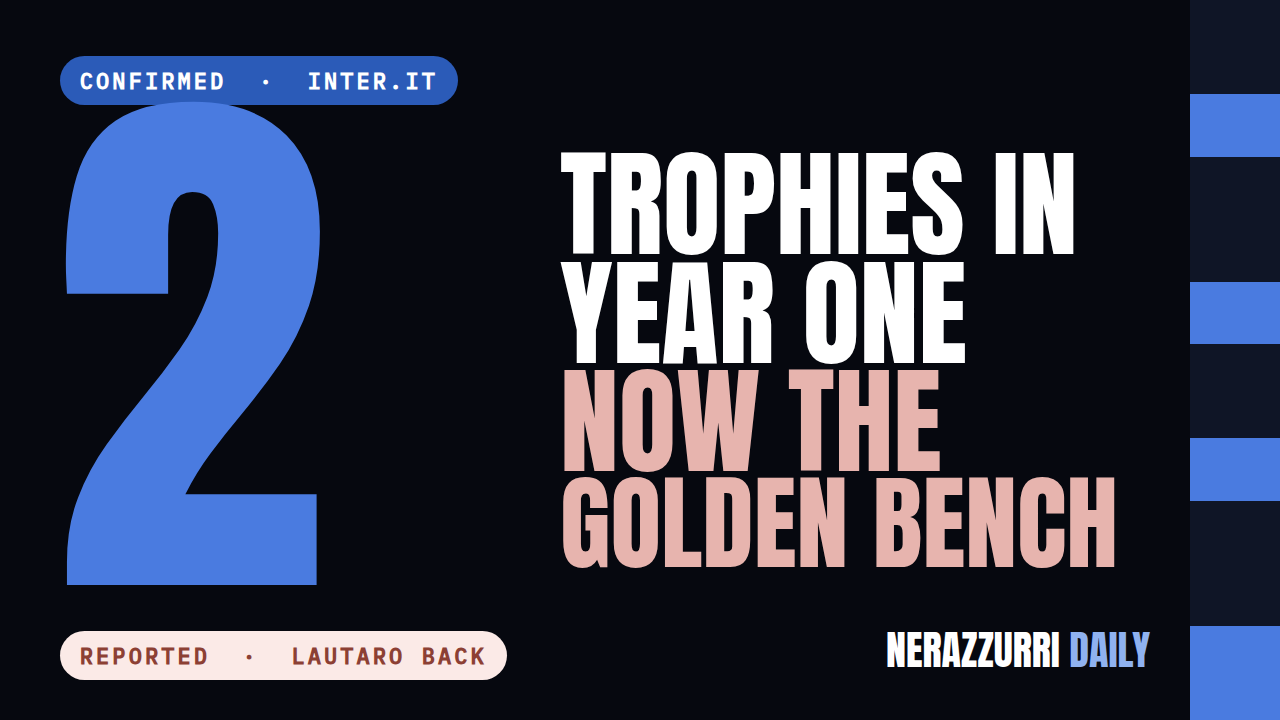 CONFIRMED · INTER.IT
2
TROPHIES IN
YEAR ONE
NOW THE
GOLDEN BENCH
REPORTED · LAUTARO BACK
NERAZZURRI DAILY